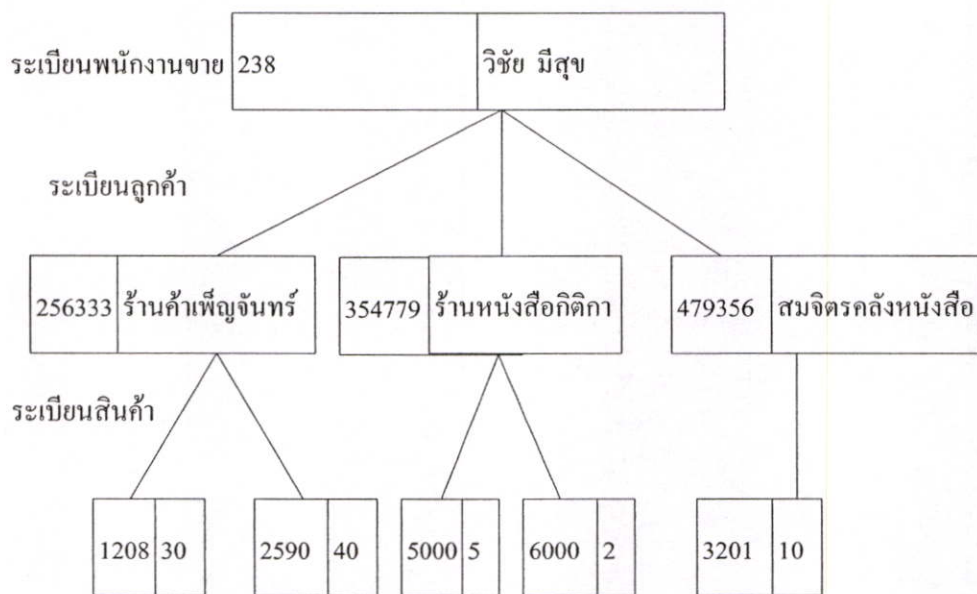 ระเบียนพนักงานขาย 238 วิชัย มีสุข
ระเบียนลูกค้า
256333 ร้านค้าเพ็ญจันทร์ 354779 ร้านหนังสือกิติกา 479356 สมจิตรคลังหนังสือ
ระเบียนสินค้า
1208 30 2590 40 5000 5 6000 2 3201 10